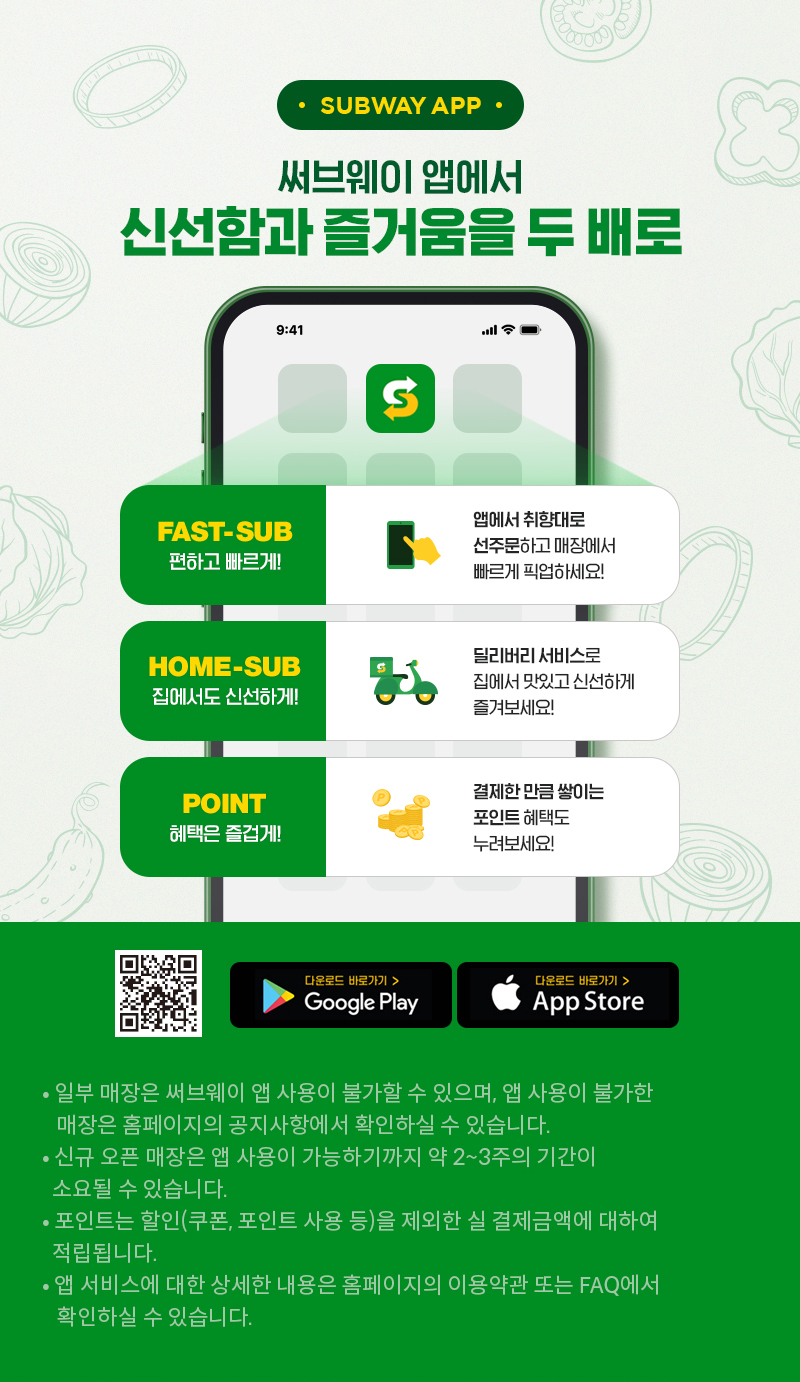 • SUBWAY APP •
써브웨이 앱에서
신선함과 즐거움을 두 배로
9:41
FAST-SUB
편하고 빠르게!
앱에서 취향대로
선주문하고 매장에서
빠르게 픽업하세요!
HOME-SUB
집에서도 신선하게!
딜리버리 서비스로
집에서 맛있고 신선하게
즐겨보세요!
POINT
혜택은 즐겁게!
결제한 만큼 쌓이는
포인트 혜택도
누려보세요!
다운로드 바로가기 >
Google Play
다운로드 바로가기 >
App Store
• 일부 매장은 써브웨이 앱 사용이 불가할 수 있으며, 앱 사용이 불가한
매장은 홈페이지의 공지사항에서 확인하실 수 있습니다.
• 신규 오픈 매장은 앱 사용이 가능하기까지 약 2~3주의 기간이
소요될 수 있습니다.
• 포인트는 할인(쿠폰, 포인트 사용 등)을 제외한 실 결제금액에 대하여
적립됩니다.
• 앱 서비스에 대한 상세한 내용은 홈페이지의 이용약관 또는 FAQ에서
확인하실 수 있습니다.